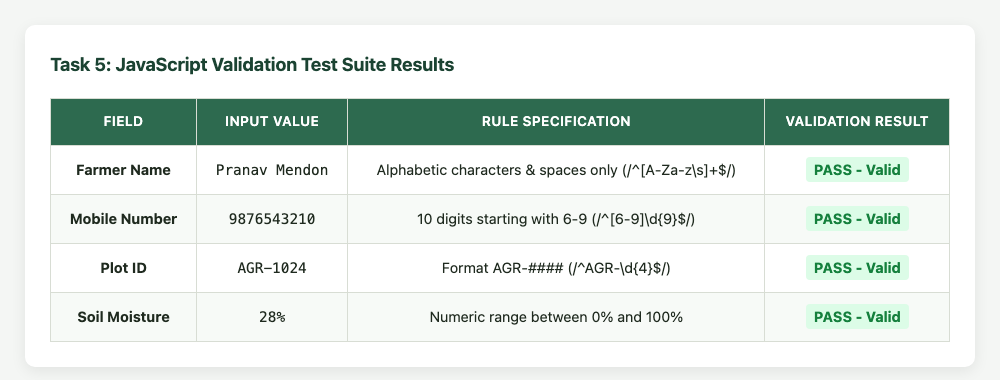 Task 5: JavaScript Validation Test Suite Results
FIELD INPUT VALUE RULE SPECIFICATION VALIDATION RESULT
Farmer Name Pranav Mendon Alphabetic characters & spaces only (/^[A-Za-z\s]+$/) PASS - Valid
Mobile Number 9876543210 10 digits starting with 6-9 (/^[6-9]\d{9}$/) PASS - Valid
Plot ID AGR–1024 Format AGR-#### (/^AGR-\d{4}$/) PASS - Valid
Soil Moisture 28% Numeric range between 0% and 100% PASS - Valid